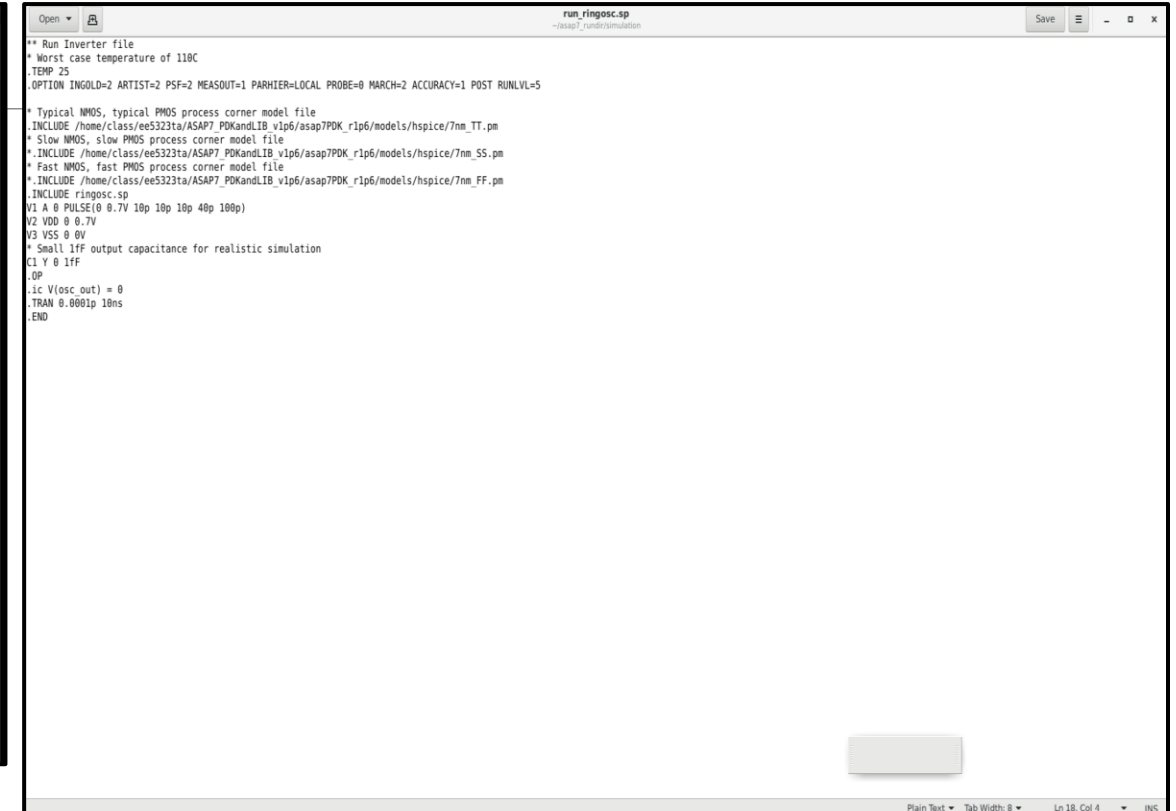 Open
run_ringosc.sp
~/asap7_rundir/simulation
Save
** Run Inverter file
* Worst case temperature of 110C
.TEMP 25
.OPTION INGOLD=2 ARTIST=2 PSF=2 MEASOUT=1 PARHIER=LOCAL PROBE=0 MARCH=2 ACCURACY=1 POST RUNLVL=5
* Typical NMOS, typical PMOS process corner model file
.INCLUDE /home/class/ee5323ta/ASAP7_PDKandLIB_v1p6/asap7PDK_r1p6/models/hspice/7nm_TT.pm
* Slow NMOS, slow PMOS process corner model file
*.INCLUDE /home/class/ee5323ta/ASAP7_PDKandLIB_v1p6/asap7PDK_r1p6/models/hspice/7nm_SS.pm
* Fast NMOS, fast PMOS process corner model file
*.INCLUDE /home/class/ee5323ta/ASAP7_PDKandLIB_v1p6/asap7PDK_r1p6/models/hspice/7nm_FF.pm
.INCLUDE ringosc.sp
V1 A 0 PULSE(0 0.7V 10p 10p 10p 40p 100p)
V2 VDD 0 0.7V
V3 VSS 0 0V
* Small 1fF output capacitance for realistic simulation
C1 Y 0 1fF
.OP
.ic V(osc_out) = 0
.TRAN 0.0001p 10ns
.END
Plain Text Tab Width: 8 Ln 18, Col 4 INS